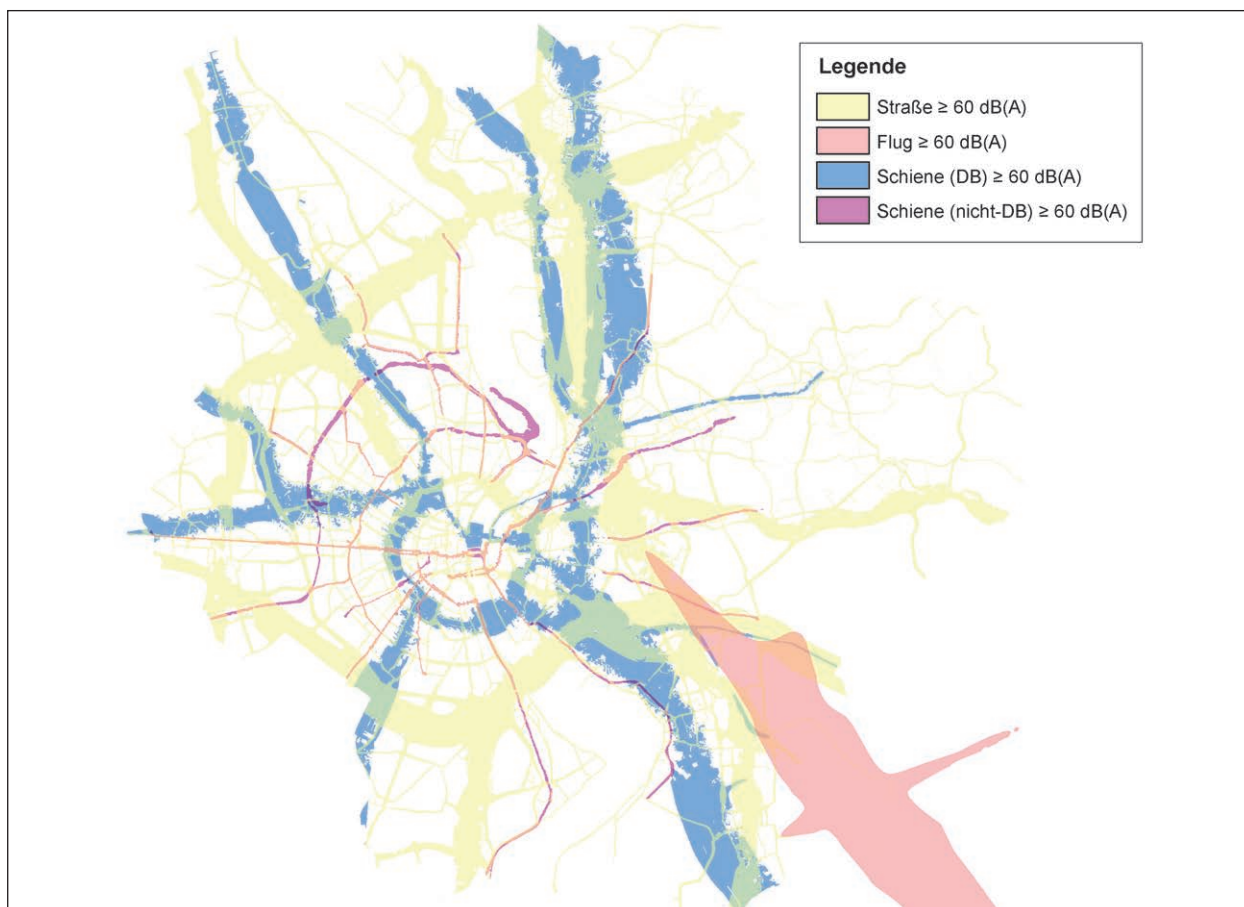 Legende
Straße ≥ 60 dB(A)
Flug ≥ 60 dB(A)
Schiene (DB) ≥ 60 dB(A)
Schiene (nicht-DB) ≥ 60 dB(A)